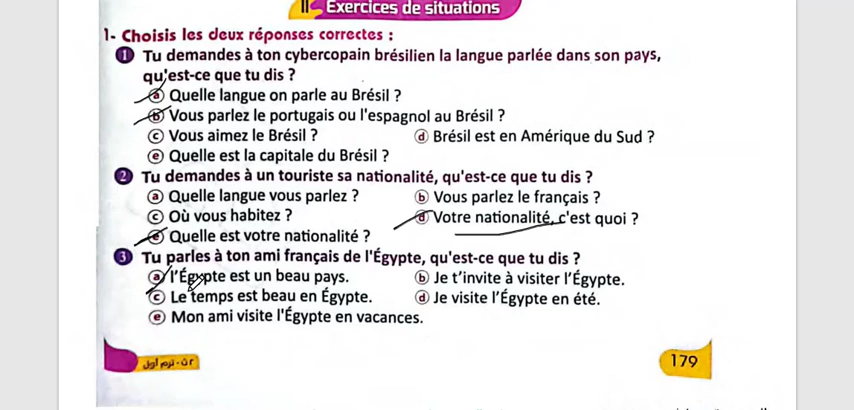 II- Exercices de situations
1- Choisis les deux réponses correctes :
1 Tu demandes à ton cybercopain brésilien la langue parlée dans son pays,
qu'est-ce que tu dis ?
a Quelle langue on parle au Brésil ?
b Vous parlez le portugais ou l'espagnol au Brésil ?
c Vous aimez le Brésil ? d Brésil est en Amérique du Sud ?
e Quelle est la capitale du Brésil ?
2 Tu demandes à un touriste sa nationalité, qu'est-ce que tu dis ?
a Quelle langue vous parlez ? b Vous parlez le français ?
c Où vous habitez ? d Votre nationalité, c'est quoi ?
e Quelle est votre nationalité ?
3 Tu parles à ton ami français de l'Égypte, qu'est-ce que tu dis ?
a l'Égypte est un beau pays. b Je t'invite à visiter l'Égypte.
c Le temps est beau en Égypte. d Je visite l'Égypte en été.
e Mon ami visite l'Égypte en vacances.
٢ث - ترم أول 179